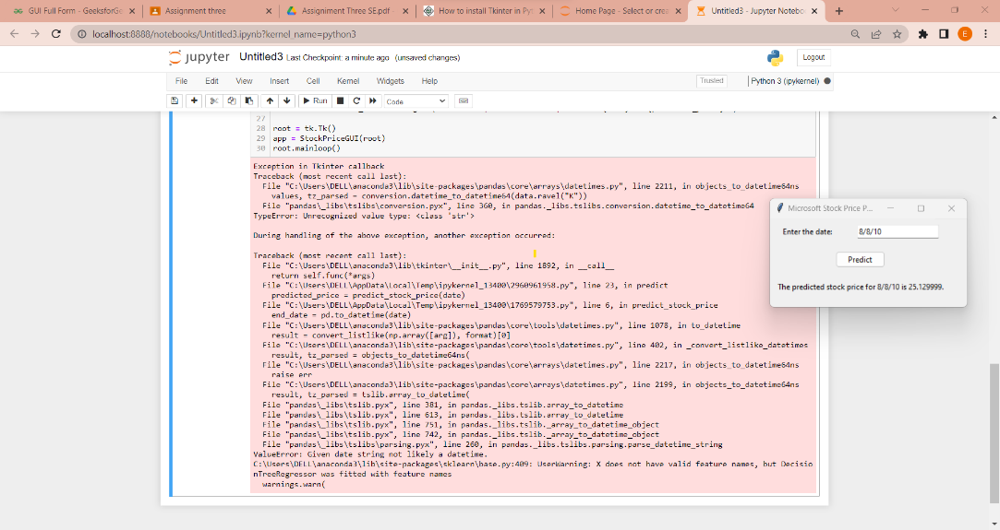 GUI Full Form - GeeksforGe
Assignment three
Assigniment Three SE.pdf
How to install Tkinter in Pyt
Home Page - Select or crea
Untitled3 - Jupyter Notebo
localhost:8888/notebooks/Untitled3.ipynb?kernel_name=python3
E
jupyter Untitled3 Last Checkpoint: a minute ago (unsaved changes)
Logout
File Edit View Insert Cell Kernel Widgets Help
Trusted
Python 3 (ipykernel)
Run
Code
27
28 root = tk.Tk()
29 app = StockPriceGUI(root)
30 root.mainloop()
Exception in Tkinter callback
Traceback (most recent call last):
File "C:\Users\DELL\anaconda3\lib\site-packages\pandas\core\arrays\datetimes.py", line 2211, in objects_to_datetime64ns
values, tz_parsed = conversion.datetime_to_datetime64(data.ravel("K"))
File "pandas\_libs\tslibs\conversion.pyx", line 360, in pandas._libs.tslibs.conversion.datetime_to_datetime64
TypeError: Unrecognized value type: <class 'str'>
During handling of the above exception, another exception occurred:
Traceback (most recent call last):
File "C:\Users\DELL\anaconda3\lib\tkinter\__init__.py", line 1892, in __call__
return self.func(*args)
File "C:\Users\DELL\AppData\Local\Temp\ipykernel_13400\2960961958.py", line 23, in predict
predicted_price = predict_stock_price(date)
File "C:\Users\DELL\AppData\Local\Temp\ipykernel_13400\1769579753.py", line 6, in predict_stock_price
end_date = pd.to_datetime(date)
File "C:\Users\DELL\anaconda3\lib\site-packages\pandas\core\tools\datetimes.py", line 1078, in to_datetime
result = convert_listlike(np.array([arg]), format)[0]
File "C:\Users\DELL\anaconda3\lib\site-packages\pandas\core\tools\datetimes.py", line 402, in _convert_listlike_datetimes
result, tz_parsed = objects_to_datetime64ns(
File "C:\Users\DELL\anaconda3\lib\site-packages\pandas\core\arrays\datetimes.py", line 2217, in objects_to_datetime64ns
raise err
File "C:\Users\DELL\anaconda3\lib\site-packages\pandas\core\arrays\datetimes.py", line 2199, in objects_to_datetime64ns
result, tz_parsed = tslib.array_to_datetime(
File "pandas\_libs\tslib.pyx", line 381, in pandas._libs.tslib.array_to_datetime
File "pandas\_libs\tslib.pyx", line 613, in pandas._libs.tslib.array_to_datetime
File "pandas\_libs\tslib.pyx", line 751, in pandas._libs.tslib._array_to_datetime_object
File "pandas\_libs\tslib.pyx", line 742, in pandas._libs.tslib._array_to_datetime_object
File "pandas\_libs\tslibs\parsing.pyx", line 260, in pandas._libs.tslibs.parsing.parse_datetime_string
ValueError: Given date string not likely a datetime.
C:\Users\DELL\anaconda3\lib\site-packages\sklearn\base.py:409: UserWarning: X does not have valid feature names, but Decisio
nTreeRegressor was fitted with feature names
warnings.warn(
Microsoft Stock Price P...
Enter the date: 8/8/10
Predict
The predicted stock price for 8/8/10 is 25.129999.